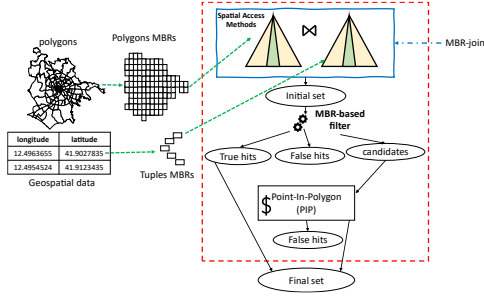 Spatial Access
Methods
polygons
Polygons MBRs
MBR-join
Initial set
MBR-based
filter
longitude latitude
12.4963655 41.9027835
12.4954524 41.9123435
Geospatial data
Tuples MBRs
True hits
False hits
candidates
$Point-In-Polygon
(PIP)
False hits
Final set